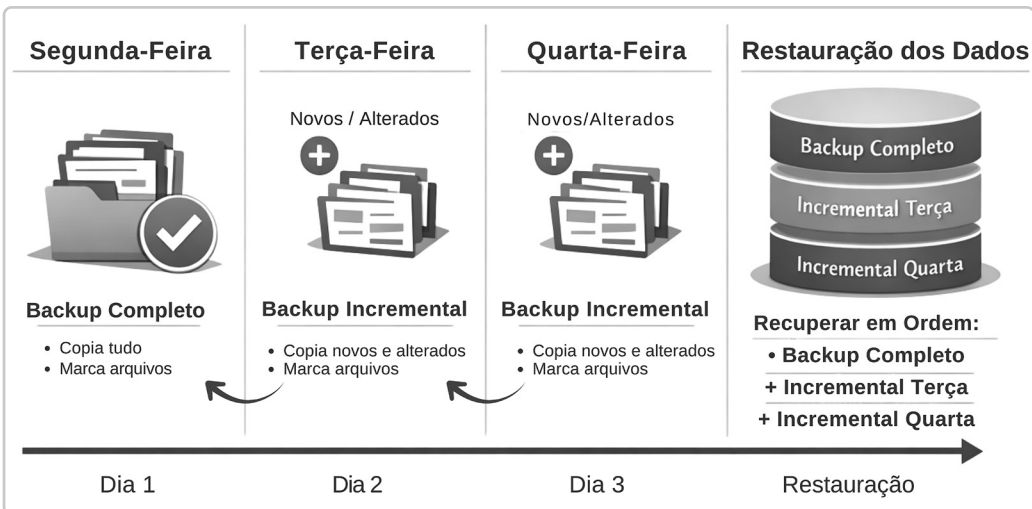 Segunda-Feira
Backup Completo
• Copia tudo
• Marca arquivos
Dia 1
Terça-Feira
Novos / Alterados
Backup Incremental
• Copia novos e alterados
• Marca arquivos
Dia 2
Quarta-Feira
Novos/Alterados
Backup Incremental
• Copia novos e alterados
• Marca arquivos
Dia 3
Restauração dos Dados
Backup Completo
Incremental Terça
Incremental Quarta
Recuperar em Ordem:
• Backup Completo
+ Incremental Terça
+ Incremental Quarta
Restauração